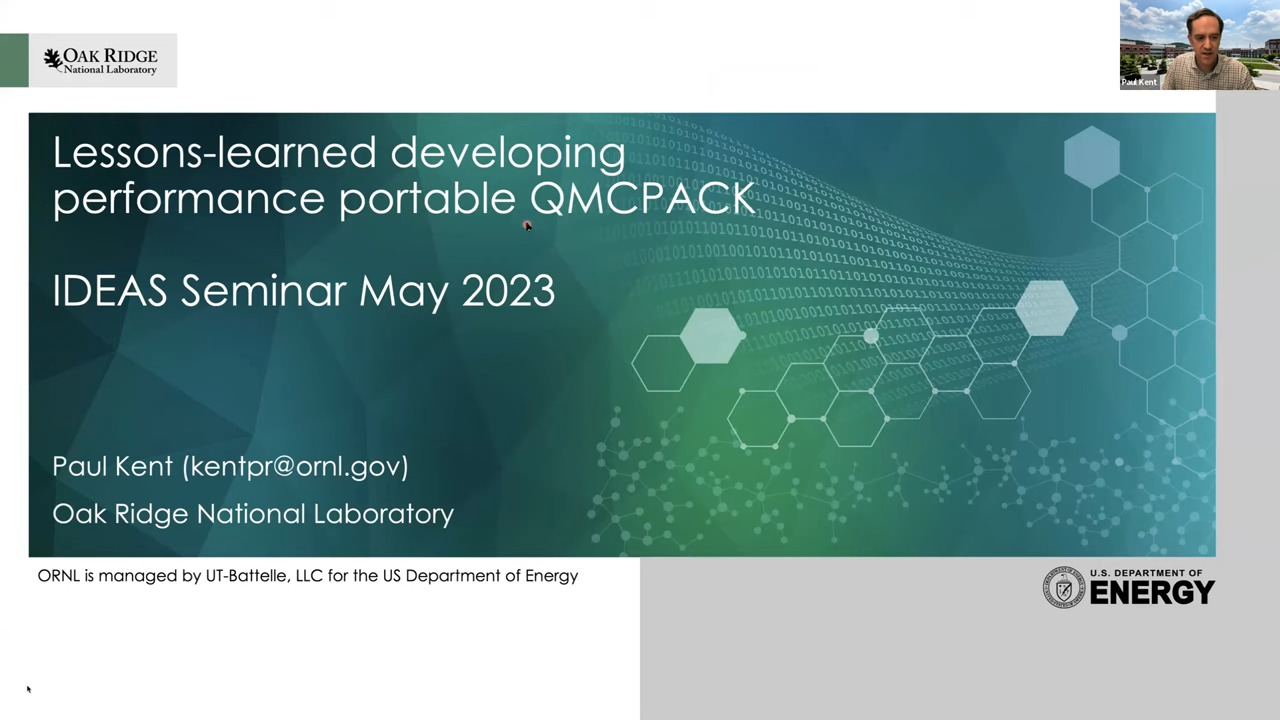 OAK RIDGE
National Laboratory
Paul Kent
Lessons-learned developing
performance portable QMCPACK
IDEAS Seminar May 2023
Paul Kent (kentpr@ornl.gov)
Oak Ridge National Laboratory
ORNL is managed by UT-Battelle, LLC for the US Department of Energy
U.S. DEPARTMENT OF
ENERGY